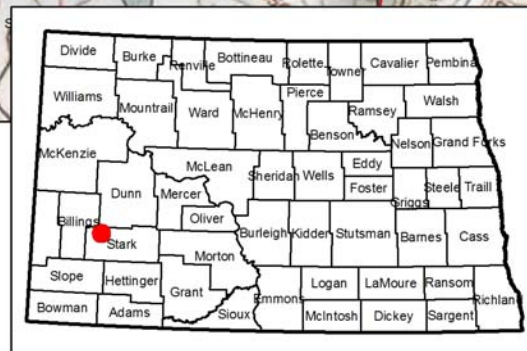 Divide
Burke
Renville
Bottineau
Rolette
Towner
Cavalier
Pembina
Williams
Mountrail
Ward
McHenry
Pierce
Ramsey
Walsh
Benson
Nelson
Grand Forks
McKenzie
McLean
Sheridan
Wells
Eddy
Foster
Griggs
Steele
Traill
Dunn
Mercer
Oliver
Billings
Stark
Morton
Burleigh
Kidder
Stutsman
Barnes
Cass
Slope
Hettinger
Grant
Emmons
Logan
LaMoure
Ransom
Richland
Bowman
Adams
Sioux
McIntosh
Dickey
Sargent